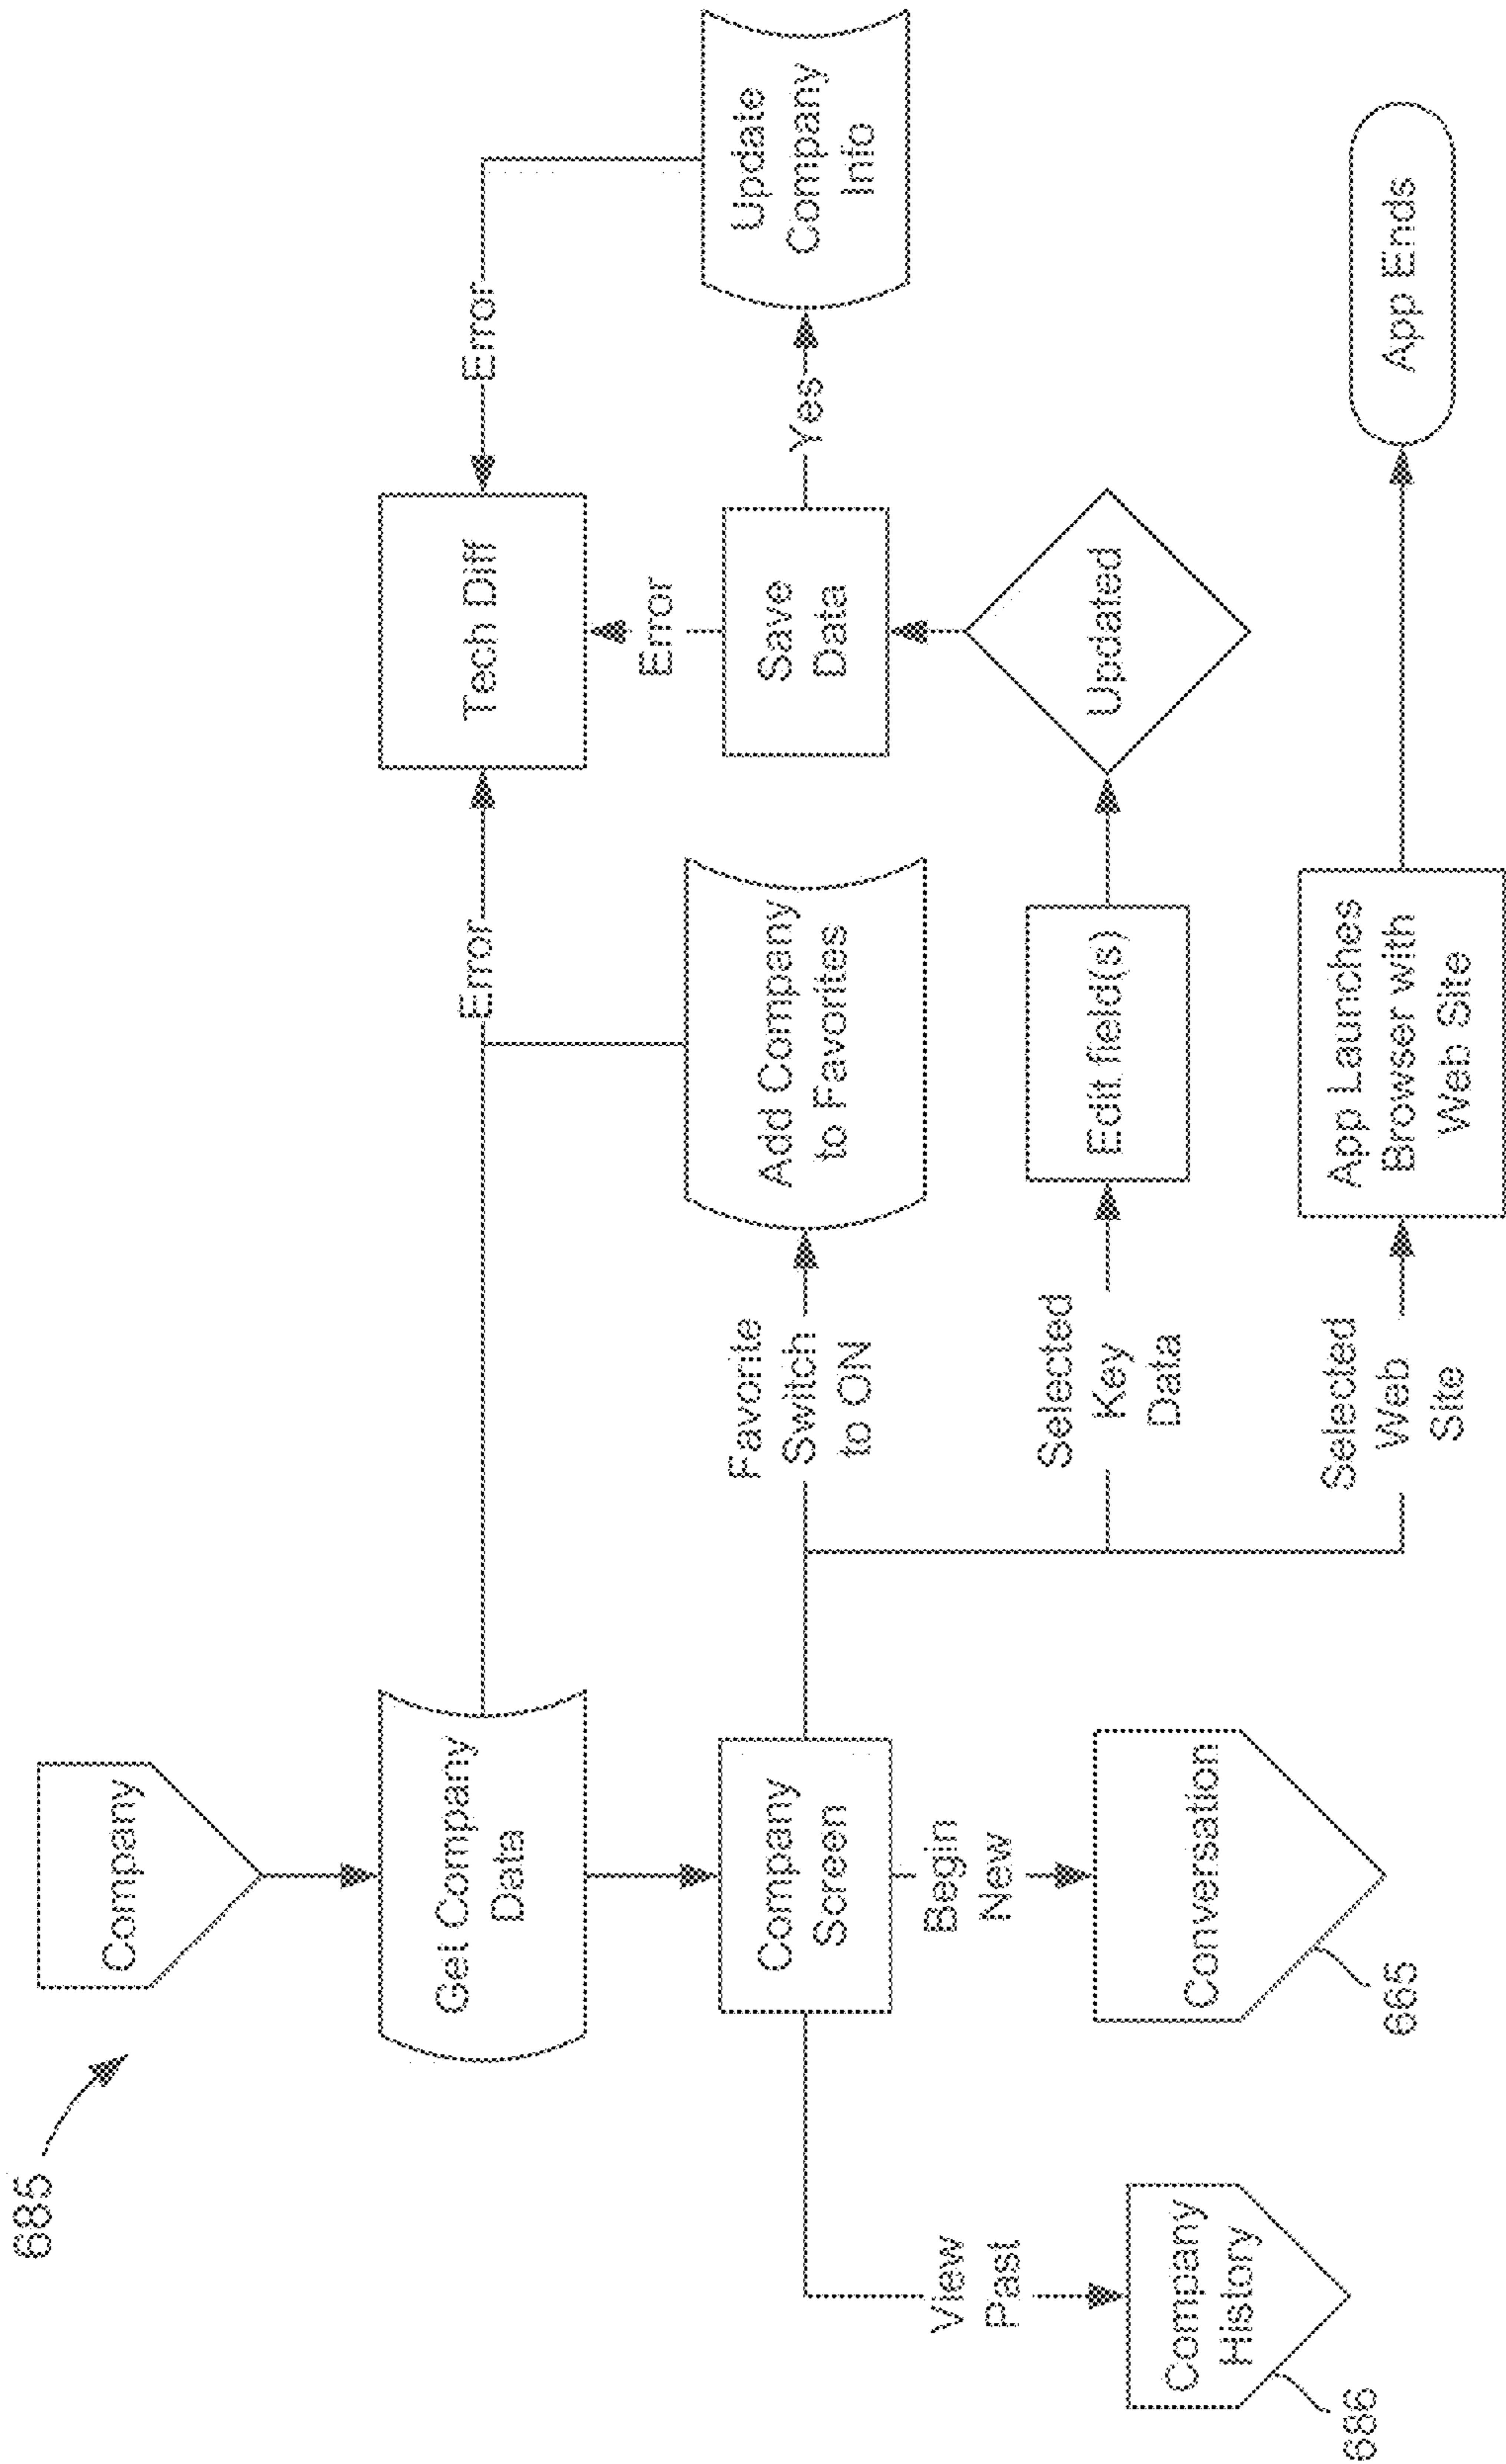 685
Company
Get Company
Data
Error
Tech Diff
Error
Company
Screen
Favorite
Switch
to ON
Add Company
to Favorites
Error
Save
Data
Yes
Update
Company
Info
View
Past
Begin
New
Selected
Key
Data
Edit field(s)
Updated
Company
History
686
Conversation
665
Selected
Web
Site
App Launches
Browser with
Web Site
App Ends